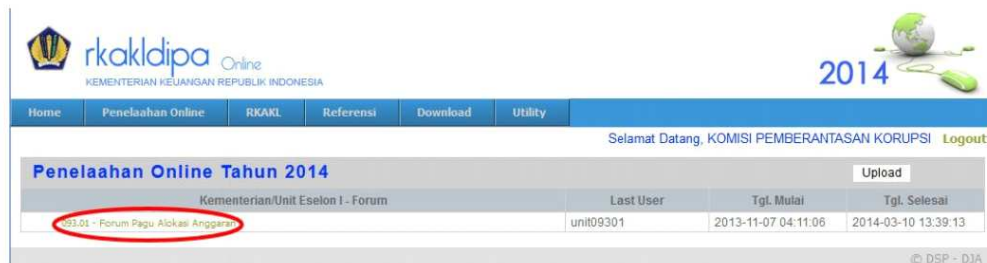 rkakldipa Online
KEMENTERIAN KEUANGAN REPUBLIK INDONESIA
2014
Home Penelaahan Online RKAKL Referensi Download Utility
Selamat Datang, KOMISI PEMBERANTASAN KORUPSI Logout
Penelaahan Online Tahun 2014 Upload
Kementerian/Unit Eselon I - Forum Last User Tgl. Mulai Tgl. Selesai
093.01 - Forum Pagu Alokasi Anggaran unit09301 2013-11-07 04:11:06 2014-03-10 13:39:13
© DSP - DJA